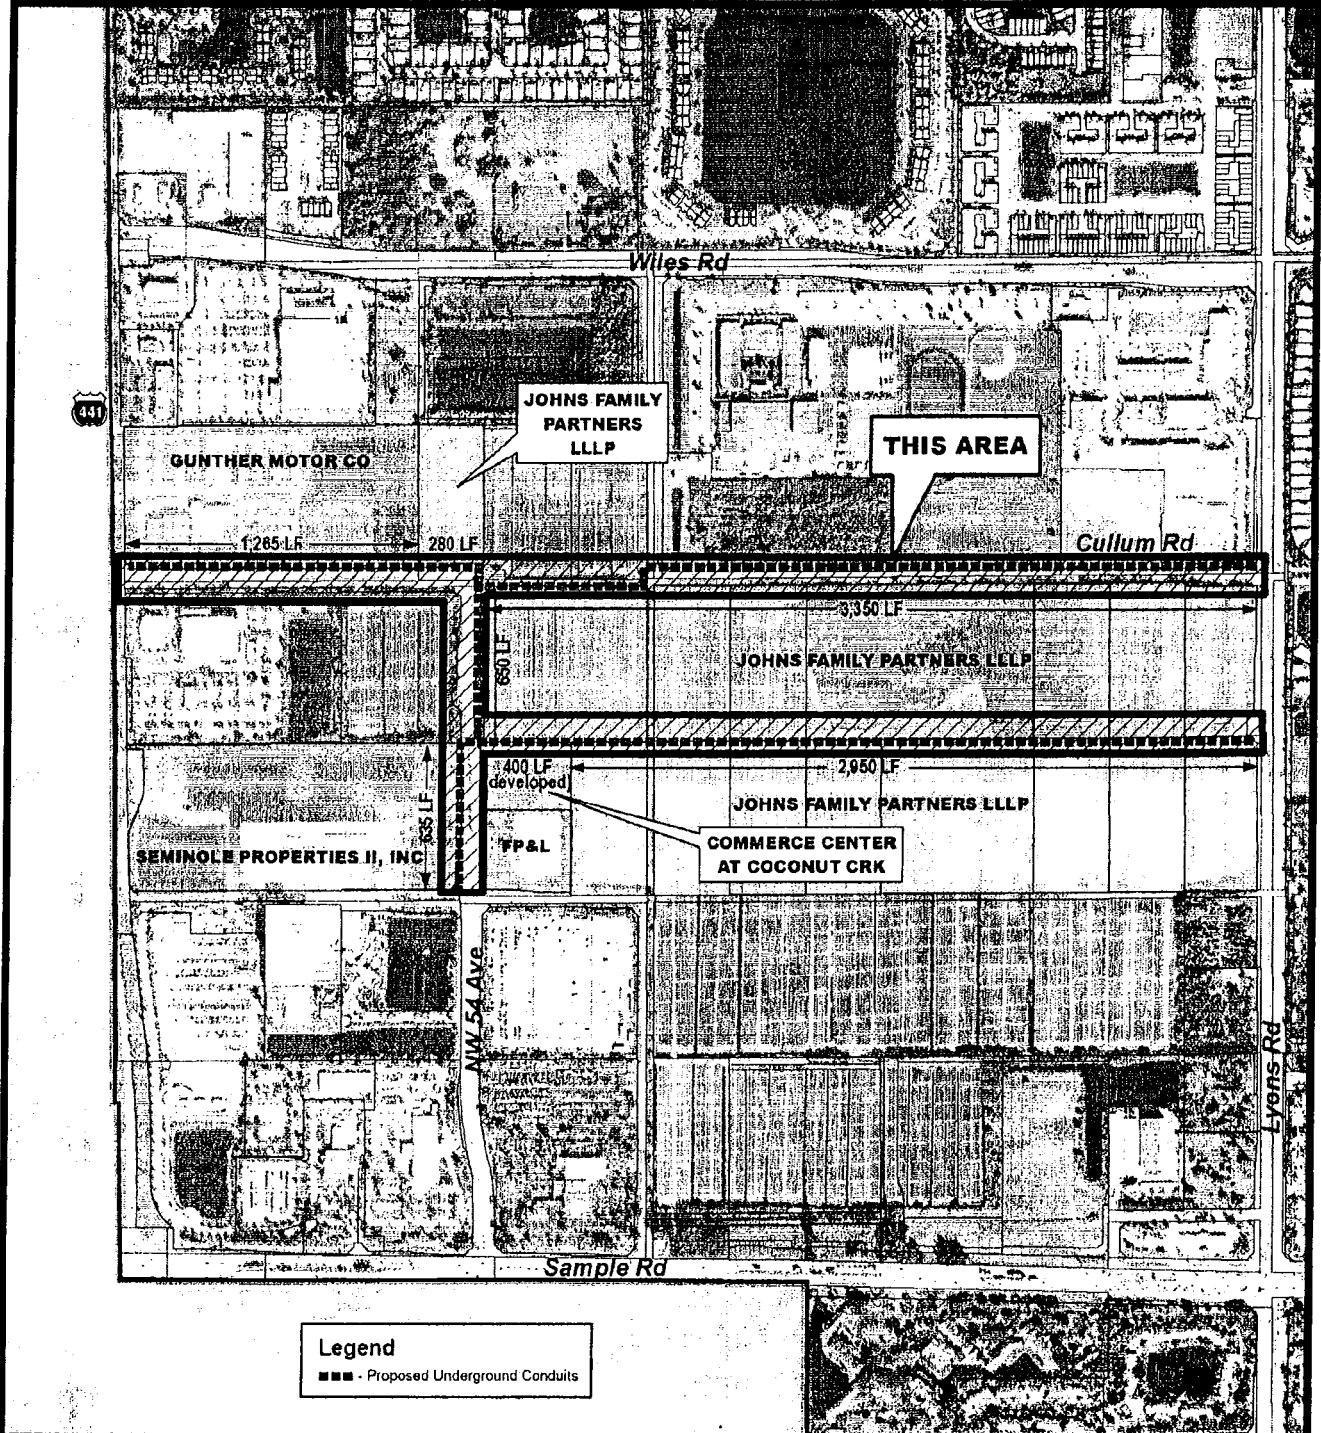 Wiles Rd
441
JOHNS FAMILY
PARTNERS
LLLP
THIS AREA
GUNTHER MOTOR CO
1,265 LF
280 LF
Cullum Rd
3,350 LF
650 LF
JOHNS FAMILY PARTNERS LLLP
400 LF
developed
2,950 LF
635 LF
JOHNS FAMILY PARTNERS LLLP
COMMERCE CENTER
AT COCONUT CRK
FP&L
SEMINOLE PROPERTIES II, INC
NW 54 Ave
Lyons Rd
Sample Rd
Legend
- Proposed Underground Conduits